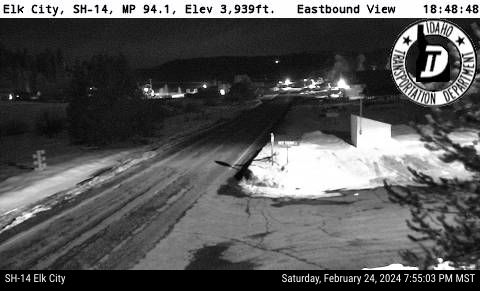 Elk City, SH-14, MP 94.1, Elev 3,939ft. Eastbound View 18:48:48
IDAHO
TRANSPORTATION DEPARTMENT
SH-14 Elk City Saturday, February 24, 2024 7:55:03 PM MST